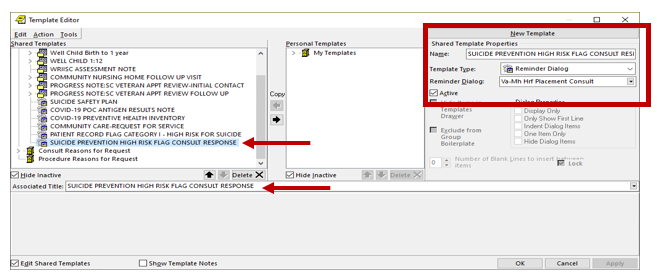 Template Editor
Edit Action Tools
New Template
Shared Templates
Personal Templates
Shared Template Properties
Well Child Birth to 1 year
WELL CHILD 1:12
WRIISC ASSESSMENT NOTE
COMMUNITY NURSING HOME FOLLOW UP VISIT
PROGRESS NOTE:SC VETERAN APPT REVIEW-INITIAL CONTACT
PROGRESS NOTES:SC VETERAN APPT REVIEW FOLLOW UP
SUICIDE SAFETY PLAN
COVID-19 POC ANTIGEN RESULTS NOTE
COVID-19 PREVENTIVE HEALTH INVENTORY
COMMUNITY CARE-REQUEST FOR SERVICE
PATIENT RECORD FLAG CATEGORY I - HIGH RISK FOR SUICIDE
SUICIDE PREVENTION HIGH RISK FLAG CONSULT RESPONSE
Consult Reasons for Request
Procedure Reasons for Request
Copy
My Templates
Name: SUICIDE PREVENTION HIGH RISK FLAG CONSULT RESI
Template Type: Reminder Dialog
Reminder Dialog: Va-Mh Hrf Placement Consult
Active
Templates
Drawer
Exclude from
Group
Boilerplate
Dialog Properties
Display Only
Only Show First Line
Indent Dialog Items
One Item Only
Hide Dialog Items
0 Number of Blank Lines to insert between
items
Lock
Hide Inactive
Delete
Hide Inactive
Delete
Associated Title: SUICIDE PREVENTION HIGH RISK FLAG CONSULT RESPONSE
Edit Shared Templates
Show Template Notes
OK
Cancel
Apply